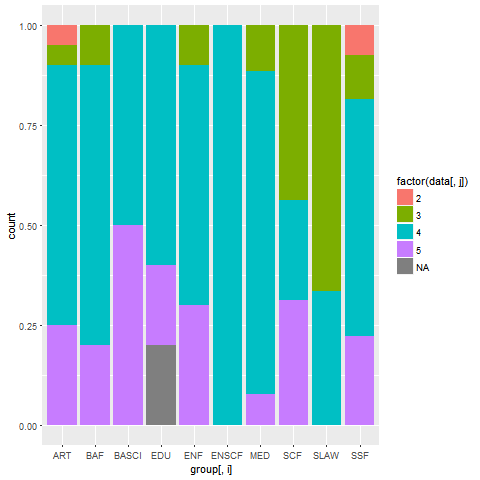 1.00
0.75
0.50
0.25
0.00
count
ART BAF BASCI EDU ENF ENSCF MED SCF SLAW SSF
group[, i]
factor(data[, j])
2
3
4
5
NA